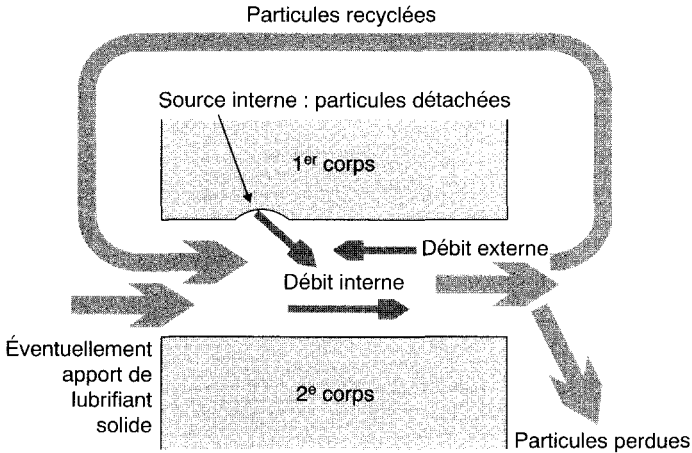 Particules recyclées
Source interne : particules détachées
1er corps
Débit externe
Débit interne
Éventuellement
apport de
lubrifiant
solide
2e corps
Particules perdues